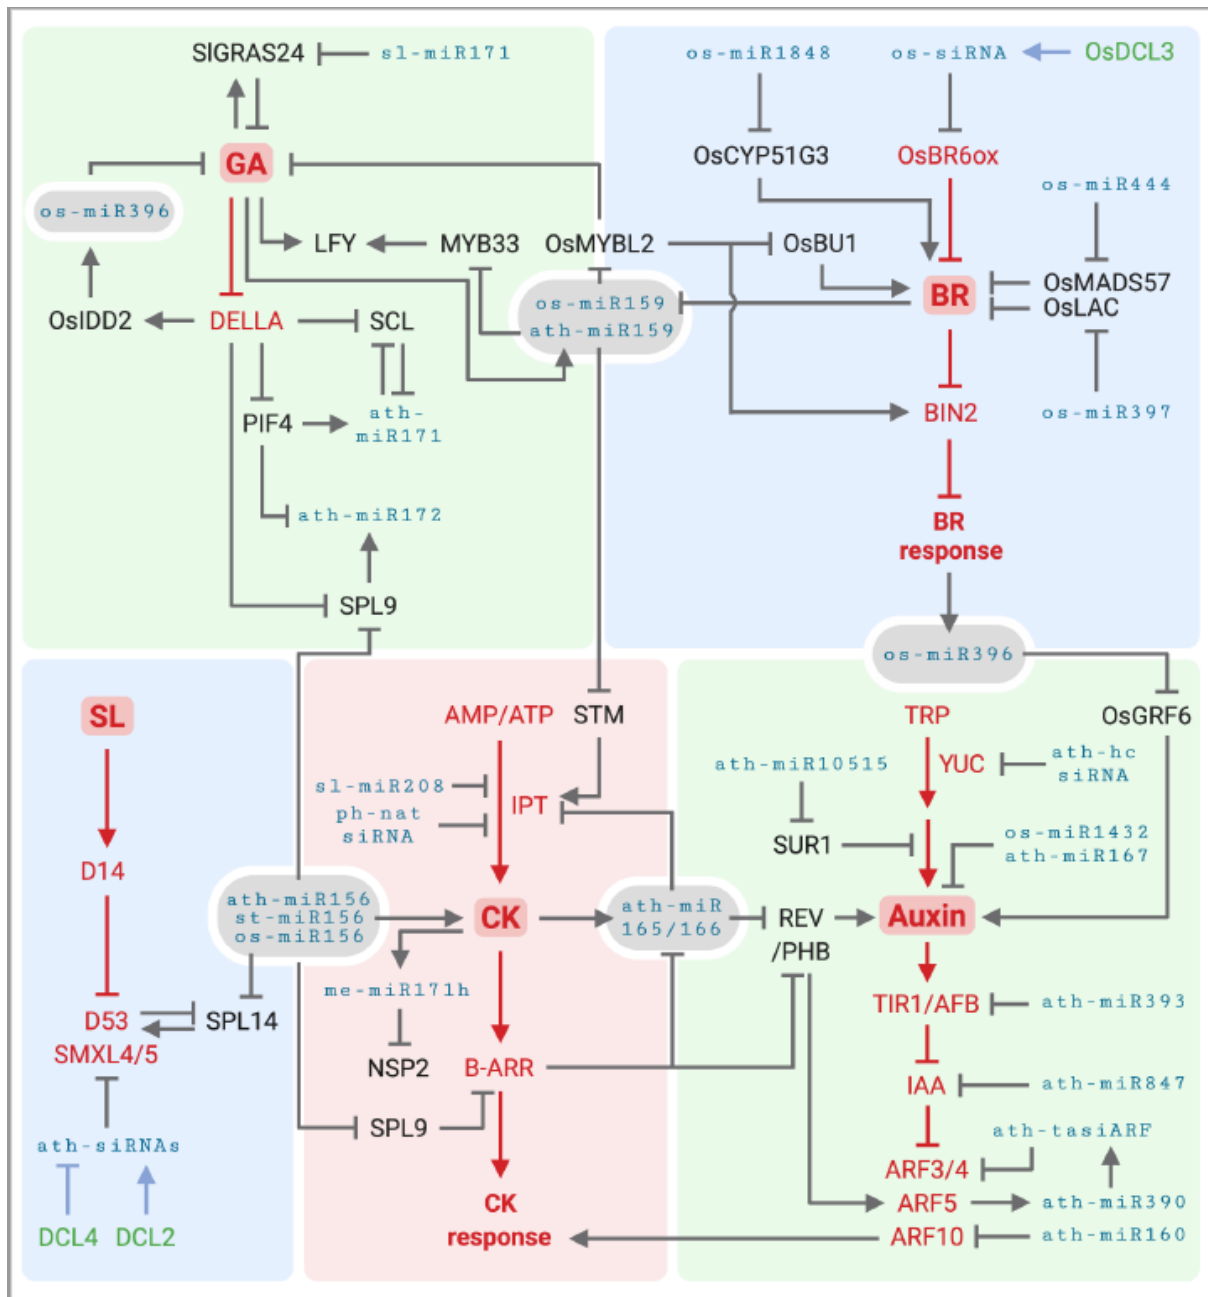 SlGRAS24
sl-miR171
GA
os-miR396
LFY
MYB33
OsMYBL2
os-miR159
ath-miR159
OsIDD2
DELLA
SCL
PIF4
ath-
miR171
ath-miR172
SPL9
os-miR1848
os-siRNA
OsDCL3
OsCYP51G3
OsBR6ox
os-miR444
OsBU1
BR
OsMADS57
OsLAC
BIN2
os-miR397
BR
response
os-miR396
SL
D14
D53
SMXL4/5
SPL14
ath-siRNAs
DCL4
DCL2
ath-miR156
st-miR156
os-miR156
AMP/ATP
STM
sl-miR208
IPT
ph-nat
siRNA
CK
ath-miR
165/166
me-miR171h
NSP2
B-ARR
SPL9
CK
response
TRP
OsGRF6
ath-miR10515
YUC
ath-hc
siRNA
SUR1
os-miR1432
ath-miR167
REV
/PHB
Auxin
TIR1/AFB
ath-miR393
IAA
ath-miR847
ath-tasiARF
ARF3/4
ARF5
ath-miR390
ARF10
ath-miR160